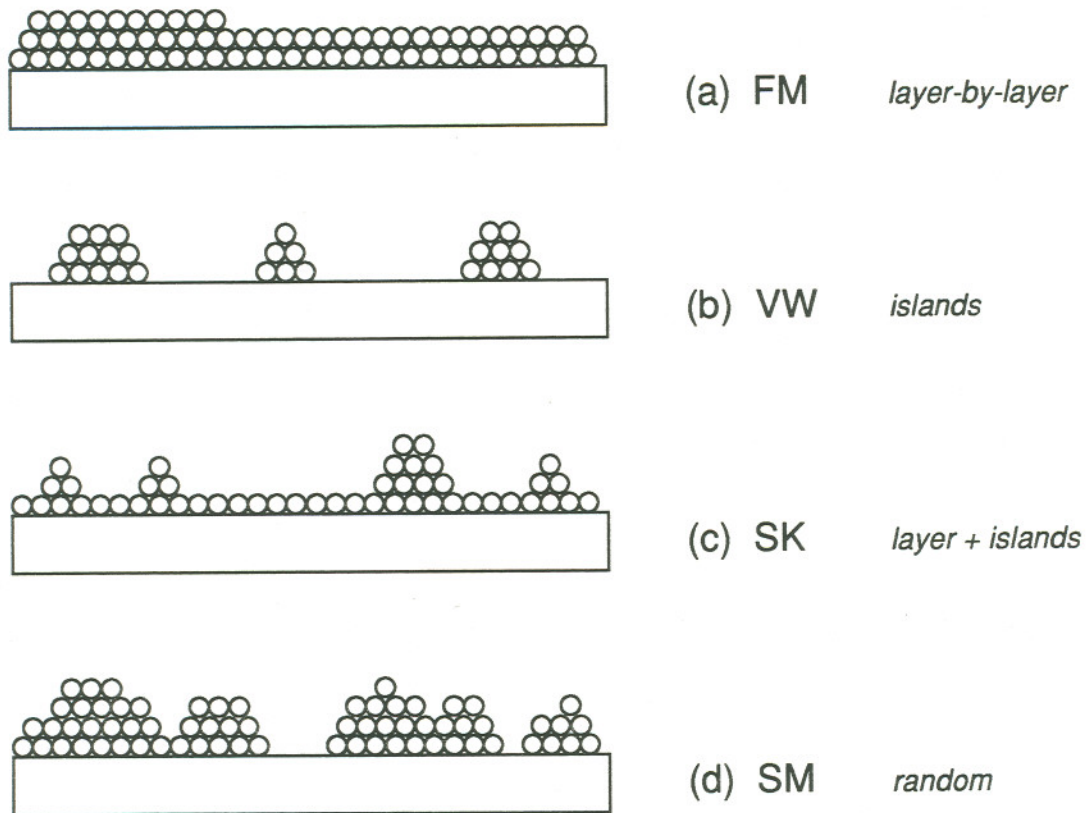 (a) FM layer-by-layer
(b) VW islands
(c) SK layer + islands
(d) SM random